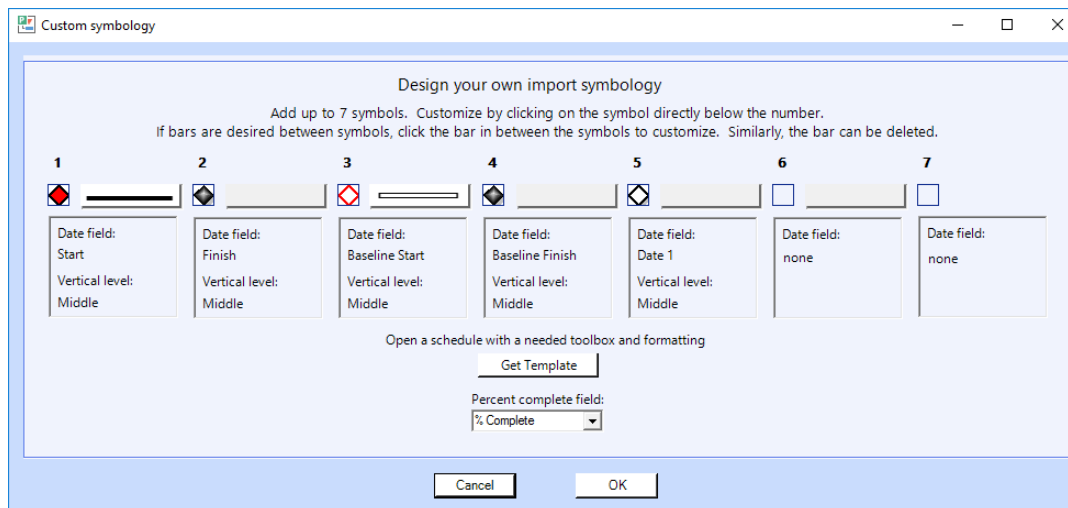 Custom symbology
Design your own import symbology
Add up to 7 symbols. Customize by clicking on the symbol directly below the number.
If bars are desired between symbols, click the bar in between the symbols to customize. Similarly, the bar can be deleted.
1 2 3 4 5 6 7
Date field: Date field: Date field: Date field: Date field: Date field: Date field:
Start Finish Baseline Start Baseline Finish Date 1 none none
Vertical level: Vertical level: Vertical level: Vertical level: Vertical level:
Middle Middle Middle Middle Middle
Open a schedule with a needed toolbox and formatting
Get Template
Percent complete field:
% Complete
Cancel OK